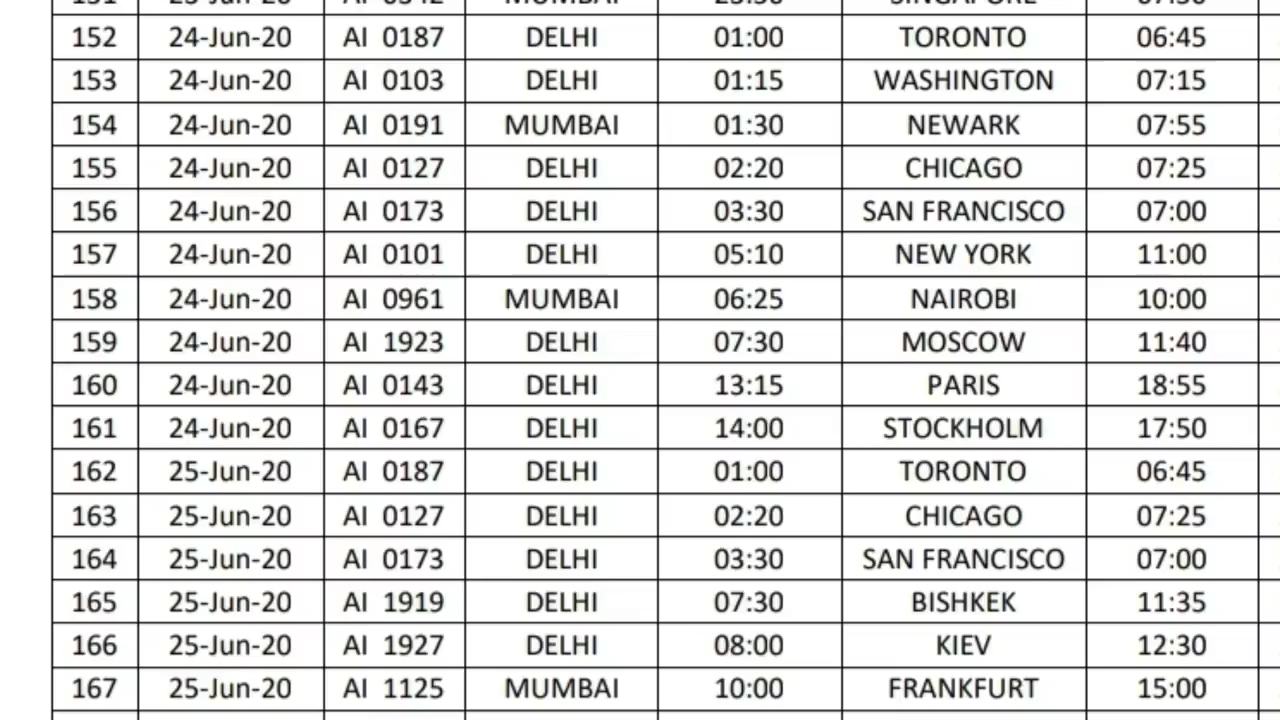 152 24-Jun-20 AI 0187 DELHI 01:00 TORONTO 06:45
153 24-Jun-20 AI 0103 DELHI 01:15 WASHINGTON 07:15
154 24-Jun-20 AI 0191 MUMBAI 01:30 NEWARK 07:55
155 24-Jun-20 AI 0127 DELHI 02:20 CHICAGO 07:25
156 24-Jun-20 AI 0173 DELHI 03:30 SAN FRANCISCO 07:00
157 24-Jun-20 AI 0101 DELHI 05:10 NEW YORK 11:00
158 24-Jun-20 AI 0961 MUMBAI 06:25 NAIROBI 10:00
159 24-Jun-20 AI 1923 DELHI 07:30 MOSCOW 11:40
160 24-Jun-20 AI 0143 DELHI 13:15 PARIS 18:55
161 24-Jun-20 AI 0167 DELHI 14:00 STOCKHOLM 17:50
162 25-Jun-20 AI 0187 DELHI 01:00 TORONTO 06:45
163 25-Jun-20 AI 0127 DELHI 02:20 CHICAGO 07:25
164 25-Jun-20 AI 0173 DELHI 03:30 SAN FRANCISCO 07:00
165 25-Jun-20 AI 1919 DELHI 07:30 BISHKEK 11:35
166 25-Jun-20 AI 1927 DELHI 08:00 KIEV 12:30
167 25-Jun-20 AI 1125 MUMBAI 10:00 FRANKFURT 15:00